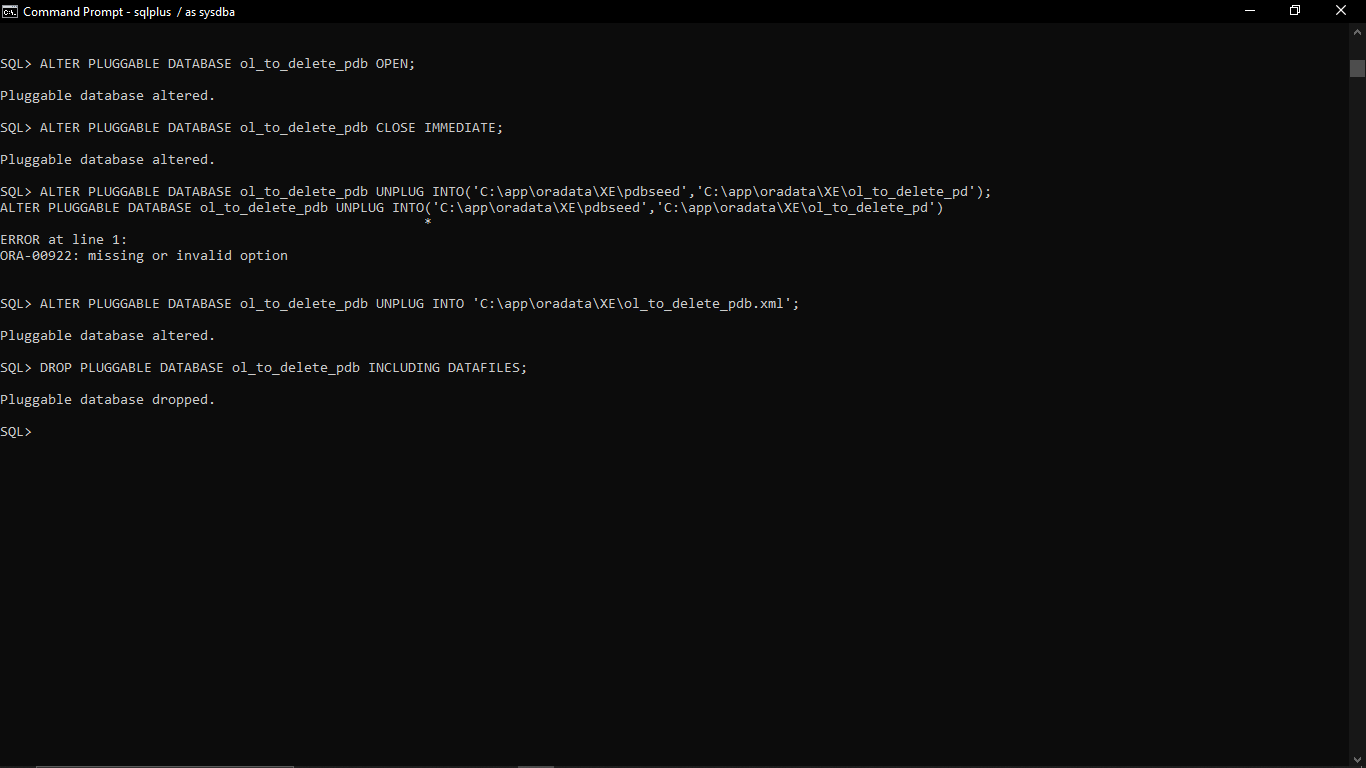 Command Prompt - sqlplus / as sysdba
SQL> ALTER PLUGGABLE DATABASE ol_to_delete_pdb OPEN;
Pluggable database altered.
SQL> ALTER PLUGGABLE DATABASE ol_to_delete_pdb CLOSE IMMEDIATE;
Pluggable database altered.
SQL> ALTER PLUGGABLE DATABASE ol_to_delete_pdb UNPLUG INTO('C:\app\oradata\XE\pdbseed','C:\app\oradata\XE\ol_to_delete_pd');
ALTER PLUGGABLE DATABASE ol_to_delete_pdb UNPLUG INTO('C:\app\oradata\XE\pdbseed','C:\app\oradata\XE\ol_to_delete_pd')
*
ERROR at line 1:
ORA-00922: missing or invalid option
SQL> ALTER PLUGGABLE DATABASE ol_to_delete_pdb UNPLUG INTO 'C:\app\oradata\XE\ol_to_delete_pdb.xml';
Pluggable database altered.
SQL> DROP PLUGGABLE DATABASE ol_to_delete_pdb INCLUDING DATAFILES;
Pluggable database dropped.
SQL>